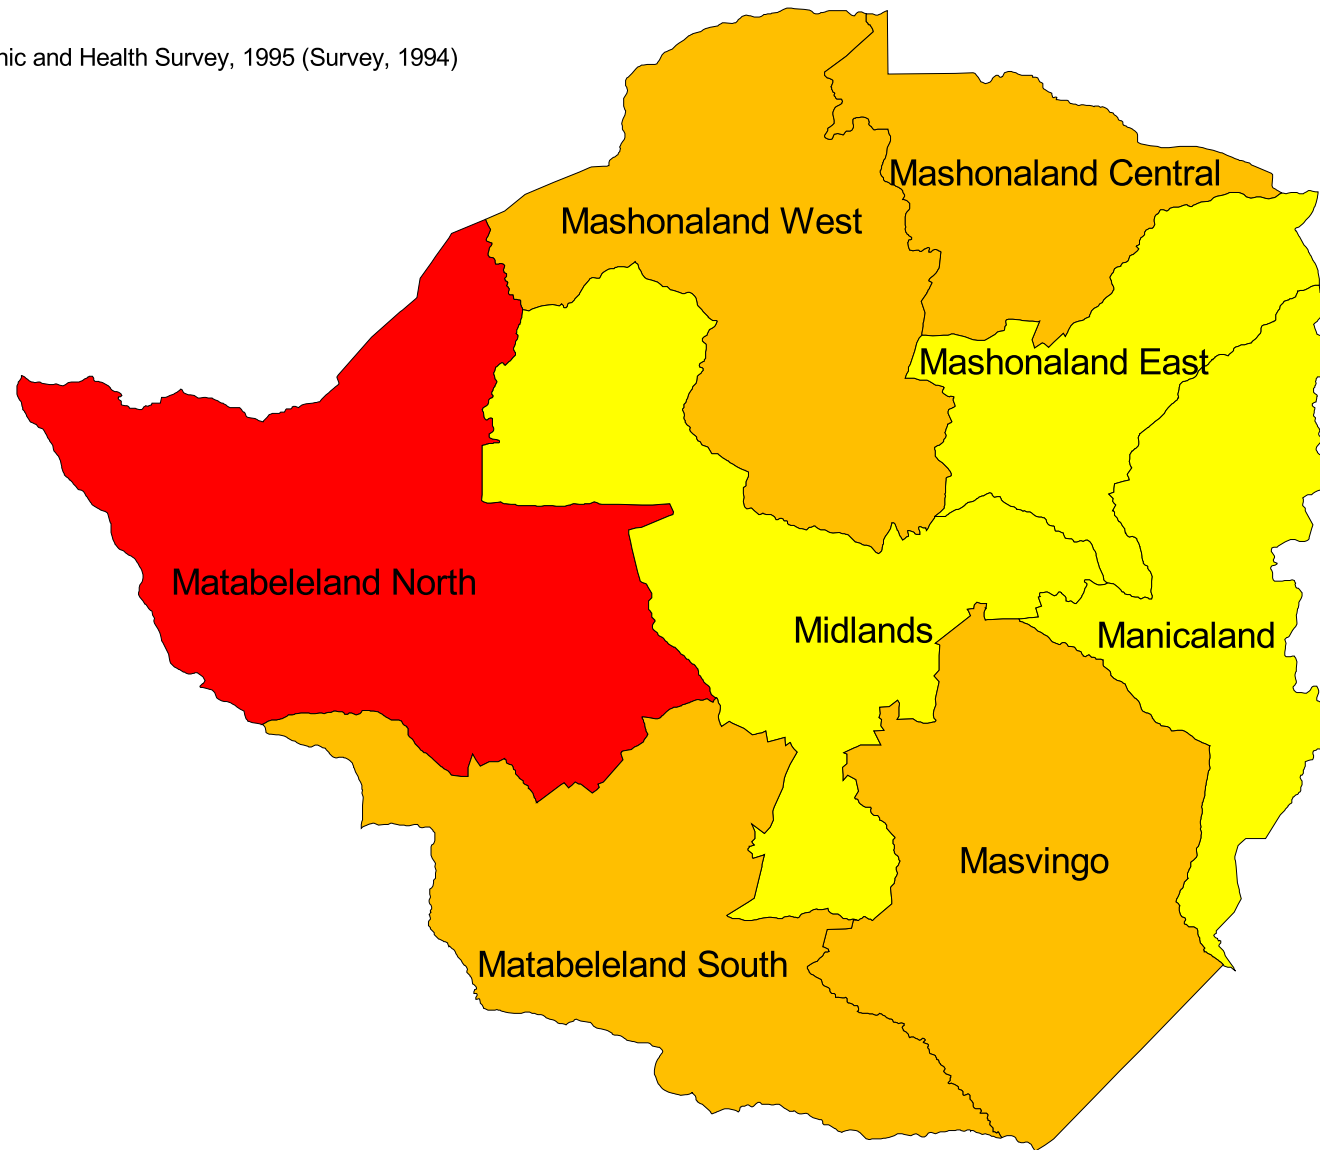 nic and Health Survey, 1995 (Survey, 1994)
Mashonaland Central
Mashonaland West
Mashonaland East
Matabeleland North
Midlands
Manicaland
Masvingo
Matabeleland South